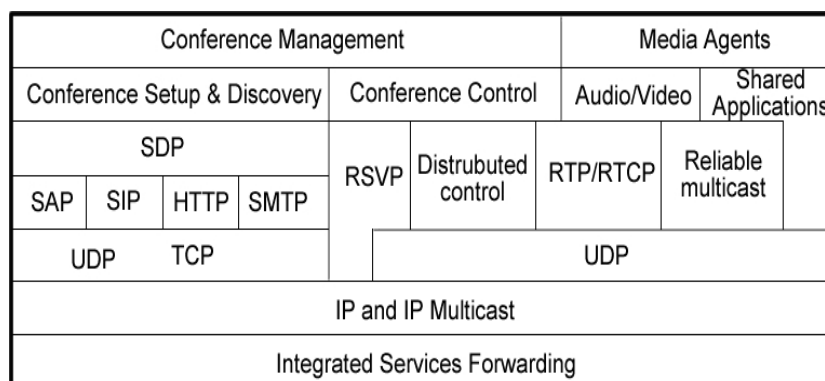 Conference Management
Media Agents
Conference Setup & Discovery
Conference Control
Audio/Video
Shared
Applications
SDP
RSVP
Distrubuted
control
RTP/RTCP
Reliable
multicast
SAP
SIP
HTTP
SMTP
UDP
TCP
UDP
IP and IP Multicast
Integrated Services Forwarding